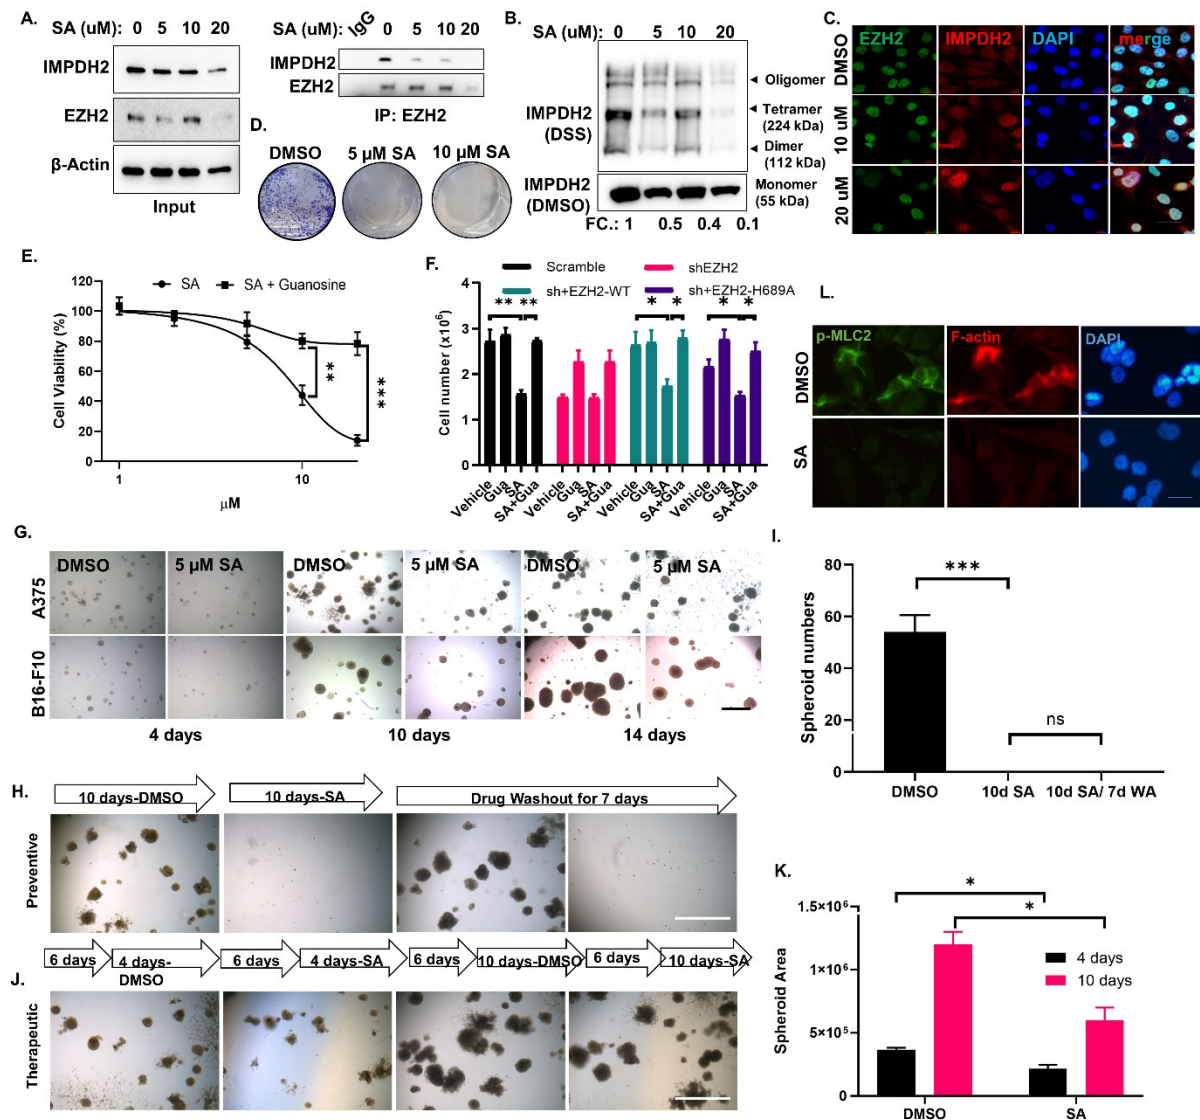 A.
SA (uM): 0 5 10 20
IMPDH2
EZH2
β-Actin
Input
SA (uM): IgG 0 5 10 20
IMPDH2
EZH2
IP: EZH2
B.
SA (uM): 0 5 10 20
IMPDH2
(DSS)
Oligomer
Tetramer
(224 kDa)
Dimer
(112 kDa)
IMPDH2
(DMSO)
Monomer
(55 kDa)
FC.: 1 0.5 0.4 0.1
C.
EZH2 IMPDH2 DAPI merge
DMSO
10 uM
20 uM
D.
DMSO 5 µM SA 10 µM SA
E.
SA SA + Guanosine
Cell Viability (%)
120
100
80
60
40
20
0
**
***
1 10
µM
F.
Scramble shEZH2
sh+EZH2-WT sh+EZH2-H689A
Cell number (x10⁶)
4
3
2
1
0
** ** * * * *
Vehicle Gug SA SA+Gua Vehicle Gug SA SA+Gua Vehicle Gug SA SA+Gua Vehicle Gug SA SA+Gua
L.
p-MLC2 F-actin DAPI
DMSO
SA
G.
DMSO 5 µM SA DMSO 5 µM SA DMSO 5 µM SA
A375
B16-F10
4 days 10 days 14 days
I.
Spheroid numbers
80
60
40
20
0
***
ns
DMSO 10d SA 10d SA/ 7d WA
H.
10 days-DMSO 10 days-SA Drug Washout for 7 days
Preventive
J.
6 days 4 days-DMSO 6 days 4 days-SA 6 days 10 days-DMSO 6 days 10 days-SA
Therapeutic
K.
Spheroid Area
1.5×10⁶
1×10⁶
5×10⁵
0
*
*
4 days
10 days
DMSO SA